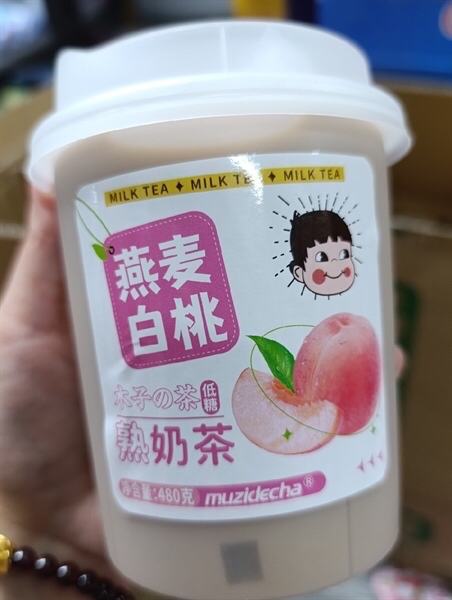 MILK TEA ✦ MILK TEA ✦ MILK TEA
燕麦
白桃
木子の茶 低糖
熟奶茶
净含量:480克 muzidecha®